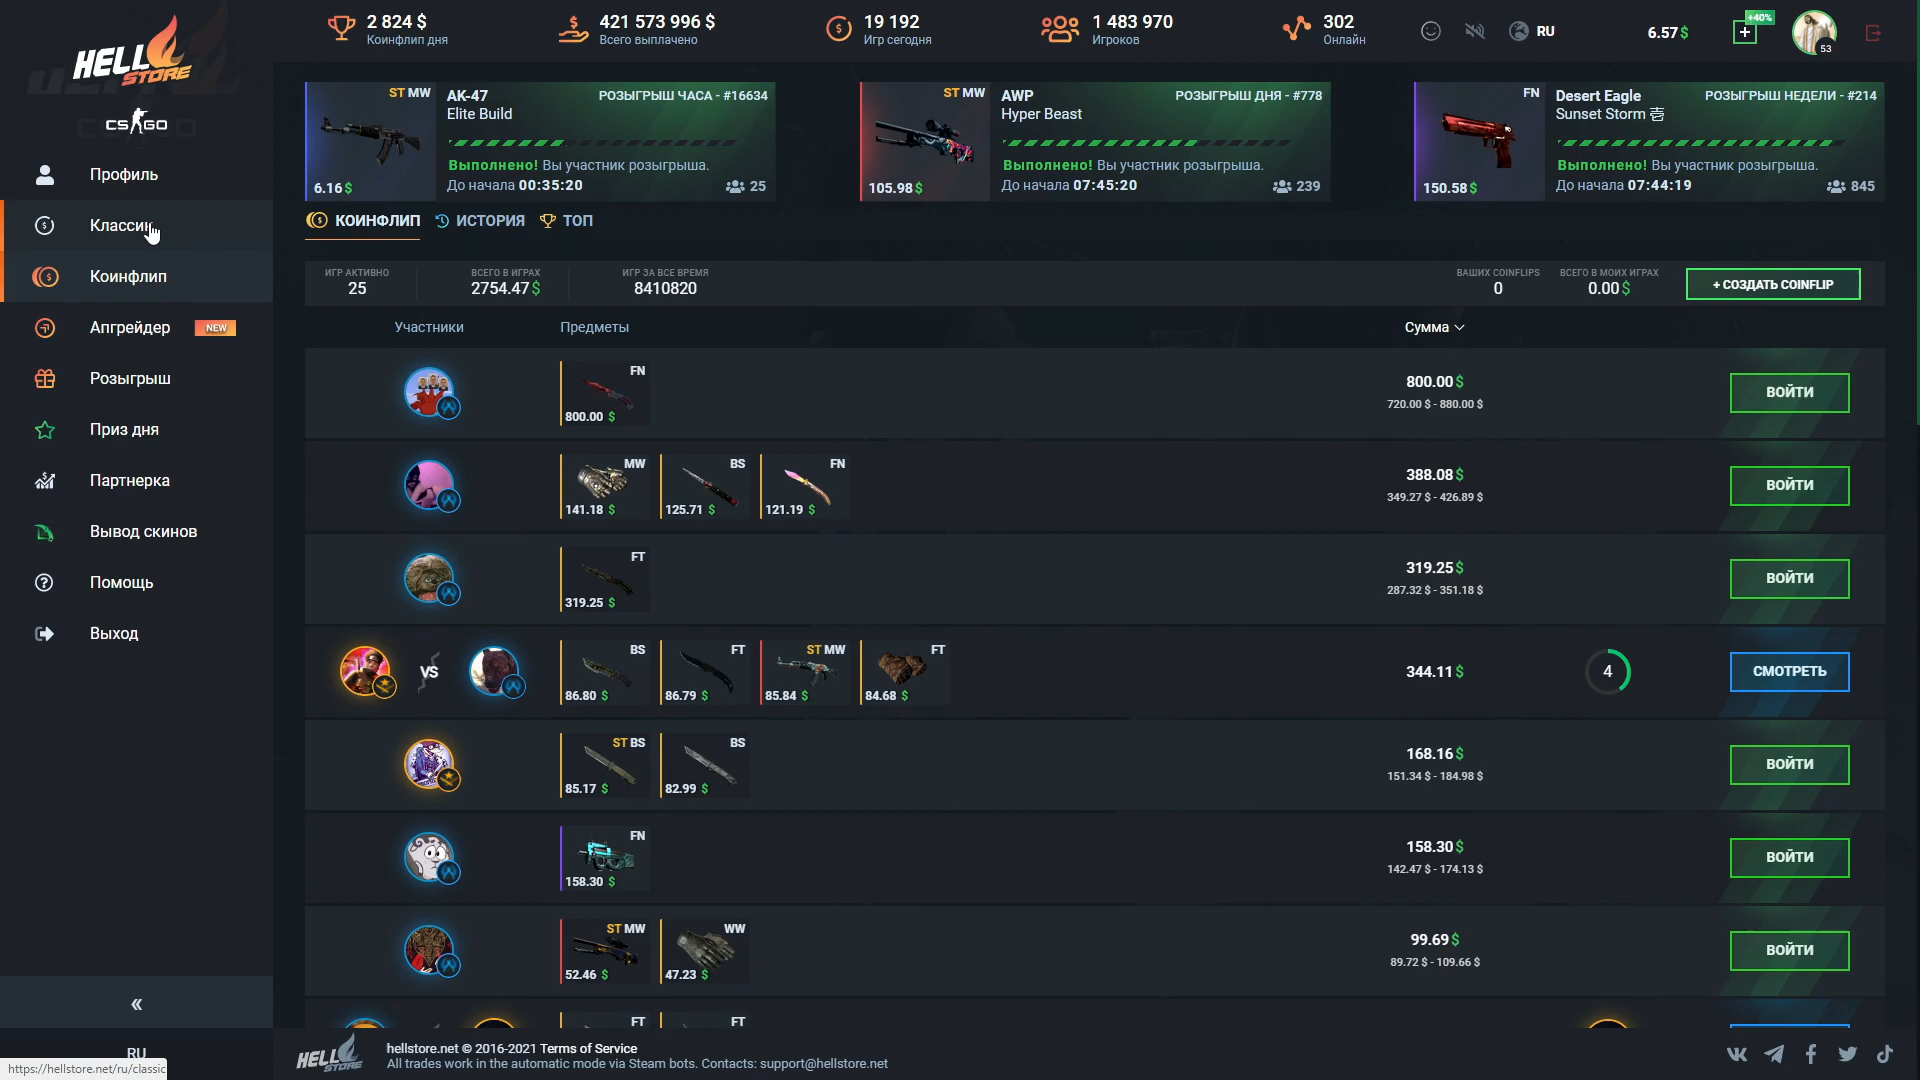 HELL STORE
CS:GO
Профиль
Классик
Коинфлип
Апгрейдер NEW
Розыгрыш
Приз дня
Партнерка
Вывод скинов
Помощь
Выход
«
RU
https://hellstore.net/ru/classic
2 824 $
Коинфлип дня
421 573 996 $
Всего выплачено
19 192
Игр сегодня
1 483 970
Игроков
302
Онлайн
RU
6.57$
+40%
53
ST MW
6.16$
AK-47
Elite Build
РОЗЫГРЫШ ЧАСА - #16634
Выполнено! Вы участник розыгрыша.
До начала 00:35:20
25
ST MW
105.98$
AWP
Hyper Beast
РОЗЫГРЫШ ДНЯ - #778
Выполнено! Вы участник розыгрыша.
До начала 07:45:20
239
FN
150.58$
Desert Eagle
Sunset Storm 壱
РОЗЫГРЫШ НЕДЕЛИ - #214
Выполнено! Вы участник розыгрыша.
До начала 07:44:19
845
КОИНФЛИП ИСТОРИЯ ТОП
ИГР АКТИВНО
25
ВСЕГО В ИГРАХ
2754.47$
ИГР ЗА ВСЕ ВРЕМЯ
8410820
ВАШИХ COINFLIPS
0
ВСЕГО В МОИХ ИГРАХ
0.00$
+ СОЗДАТЬ COINFLIP
Участники Предметы Сумма
FN
800.00 $
800.00$
720.00 $ - 880.00 $
ВОЙТИ
MW
141.18 $
BS
125.71 $
FN
121.19 $
388.08$
349.27 $ - 426.89 $
ВОЙТИ
FT
319.25 $
319.25$
287.32 $ - 351.18 $
ВОЙТИ
VS
BS
86.80 $
FT
86.79 $
ST MW
85.84 $
FT
84.68 $
344.11$
4
СМОТРЕТЬ
ST BS
85.17 $
BS
82.99 $
168.16$
151.34 $ - 184.98 $
ВОЙТИ
FN
158.30 $
158.30$
142.47 $ - 174.13 $
ВОЙТИ
ST MW
52.46 $
WW
47.23 $
99.69$
89.72 $ - 109.66 $
ВОЙТИ
FT
FT
HELL STORE
hellstore.net © 2016-2021 Terms of Service
All trades work in the automatic mode via Steam bots. Contacts: support@hellstore.net